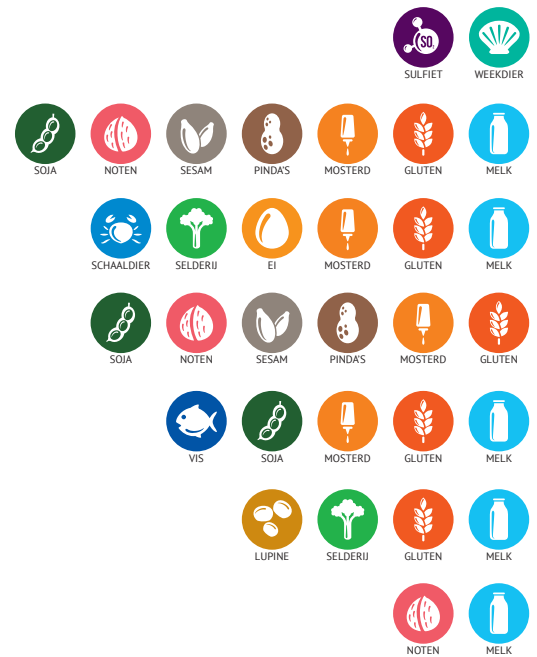 SO₂
SULFIET WEEKDIER
SOJA NOTEN SESAM PINDA'S MOSTERD GLUTEN MELK
SCHAALDIER SELDERIJ EI MOSTERD GLUTEN MELK
SOJA NOTEN SESAM PINDA'S MOSTERD GLUTEN
VIS SOJA MOSTERD GLUTEN MELK
LUPINE SELDERIJ GLUTEN MELK
NOTEN MELK